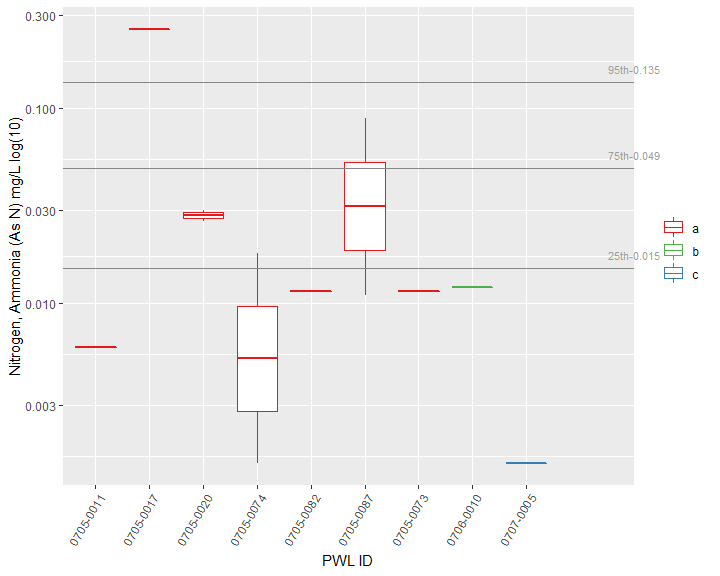 Nitrogen, Ammonia (As N) mg/L log(10)
0.300
0.100
0.030
0.010
0.003
95th-0.135
75th-0.049
25th-0.015
a
b
c
0705-0011
0705-0017
0705-0020
0705-0074
0705-0082
0705-0087
0705-0073
0706-0010
0707-0005
PWL ID